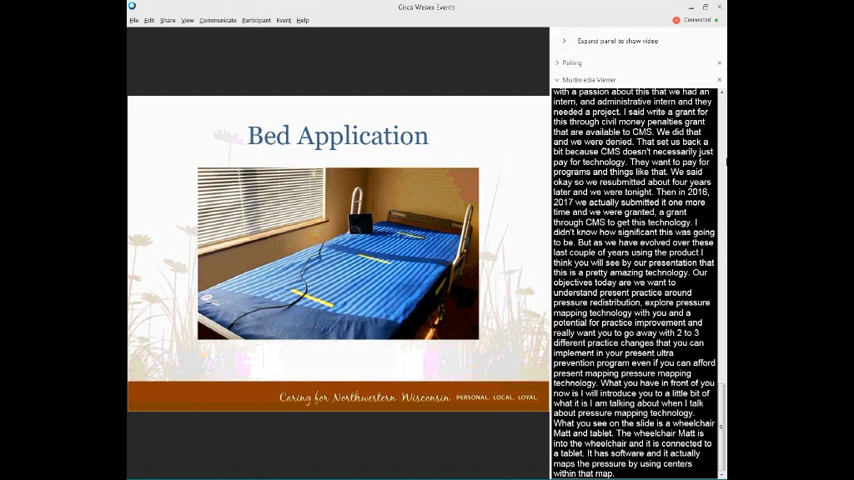 Cisco Webex Events
File Edit Share View Communicate Participant Event Help
Connected
Expand panel to show video
Polling
Multimedia Viewer
Bed Application
Caring for Northwestern Wisconsin PERSONAL. LOCAL. LOYAL.
with a passion about this that we had an
intern, and administrative intern and they
needed a project. I said write a grant for
this through civil money penalties grant
that are available to CMS. We did that
and we were denied. That set us back a
bit because CMS doesn't necessarily just
pay for technology. They want to pay for
programs and things like that. We said
okay so we resubmitted about four years
later and we were tonight. Then in 2016,
2017 we actually submitted it one more
time and we were granted, a grant
through CMS to get this technology. I
didn't know how significant this was going
to be. But as we have evolved over these
last couple of years using the product I
think you will see by our presentation that
this is a pretty amazing technology. Our
objectives today are we want to
understand present practice around
pressure redistribution, explore pressure
mapping technology with you and a
potential for practice improvement and
really want you to go away with 2 to 3
different practice changes that you can
implement in your present ultra
prevention program even if you can afford
present mapping pressure mapping
technology. What you have in front of you
now is I will introduce you to a little bit of
what it is I am talking about when I talk
about pressure mapping technology.
What you see on the slide is a wheelchair
Matt and tablet. The wheelchair Matt is
into the wheelchair and it is connected to
a tablet. It has software and it actually
maps the pressure by using centers
within that map.